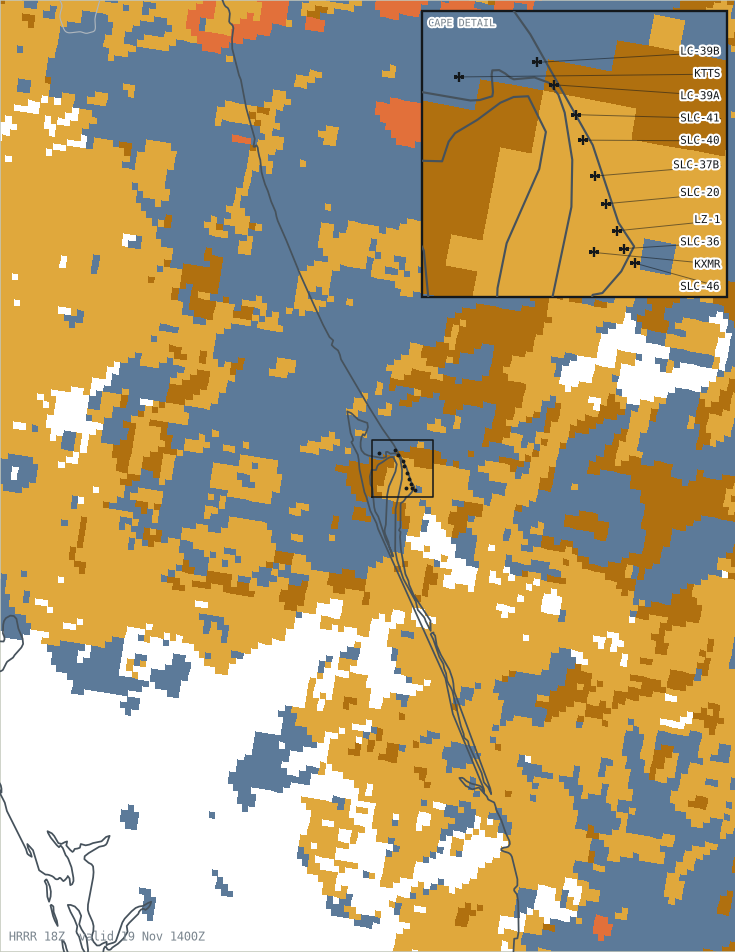 CAPE DETAIL
LC-39B
KTTS
LC-39A
SLC-41
SLC-40
SLC-37B
SLC-20
LZ-1
SLC-36
KXMR
SLC-46
HRRR 18Z valid 19 Nov 1400Z